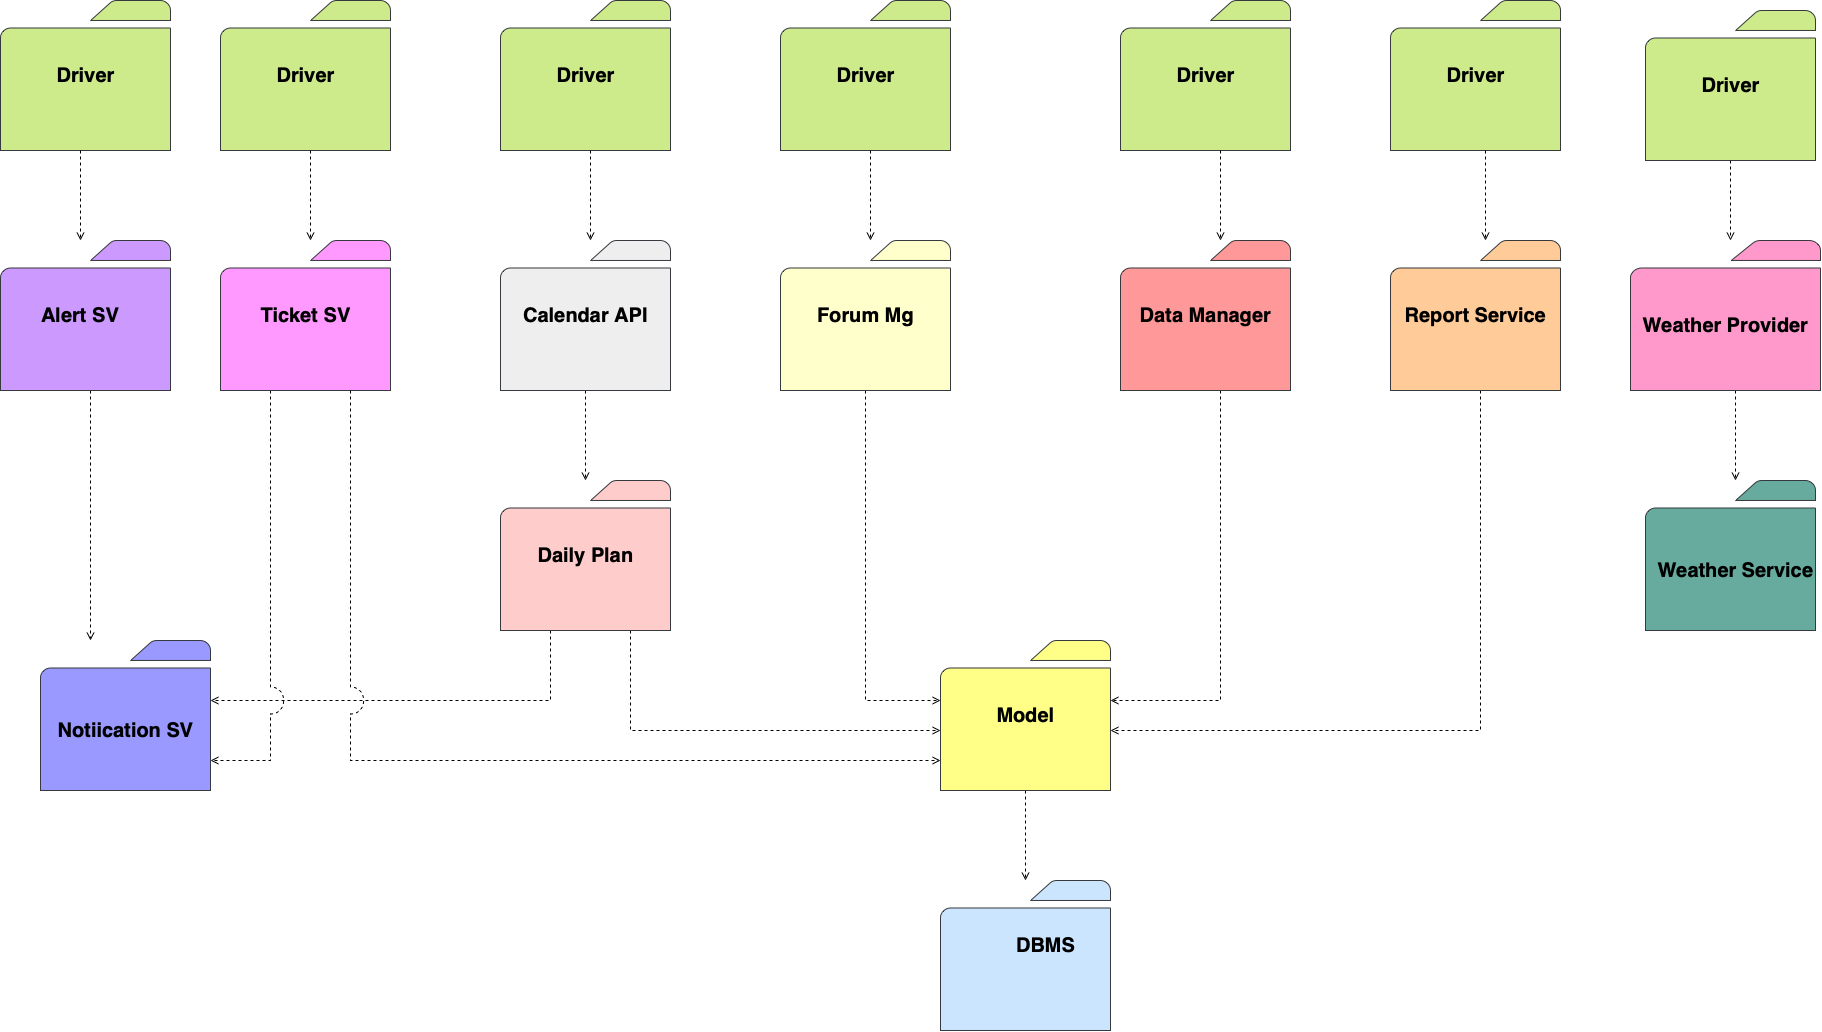 Driver
Driver
Driver
Driver
Driver
Driver
Driver
Alert SV
Ticket SV
Calendar API
Forum Mg
Data Manager
Report Service
Weather Provider
Daily Plan
Weather Service
Notiication SV
Model
DBMS